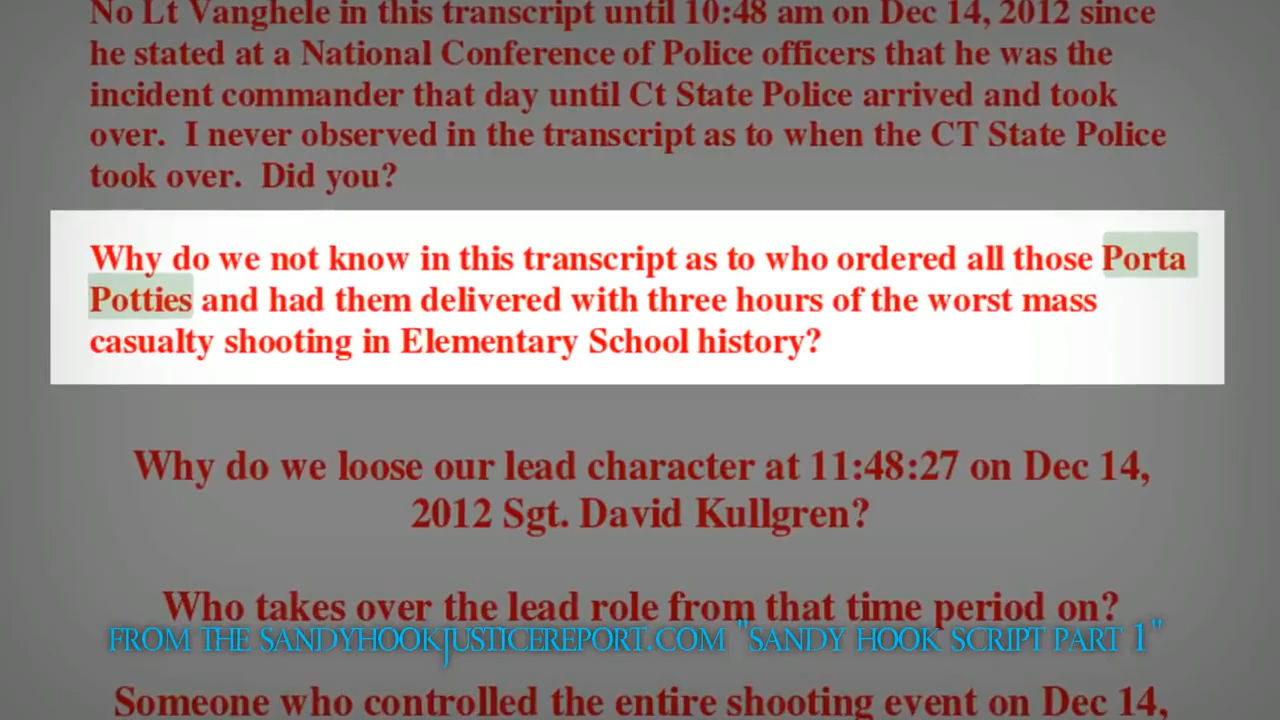 No Lt Vanghele in this transcript until 10:48 am on Dec 14, 2012 since
he stated at a National Conference of Police officers that he was the
incident commander that day until Ct State Police arrived and took
over. I never observed in the transcript as to when the CT State Police
took over. Did you?
Why do we not know in this transcript as to who ordered all those Porta
Potties and had them delivered with three hours of the worst mass
casualty shooting in Elementary School history?
Why do we loose our lead character at 11:48:27 on Dec 14,
2012 Sgt. David Kullgren?
Who takes over the lead role from that time period on?
FROM THE SANDYHOOKJUSTICEREPORT.COM "SANDY HOOK SCRIPT PART 1"
Someone who controlled the entire shooting event on Dec 14,